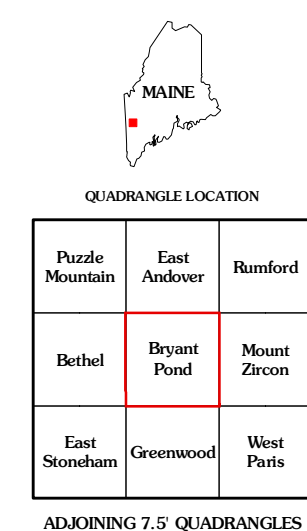 MAINE
QUADRANGLE LOCATION
Puzzle
Mountain
East
Andover
Rumford
Bethel
Bryant
Pond
Mount
Zircon
East
Stoneham
Greenwood
West
Paris
ADJOINING 7.5' QUADRANGLES